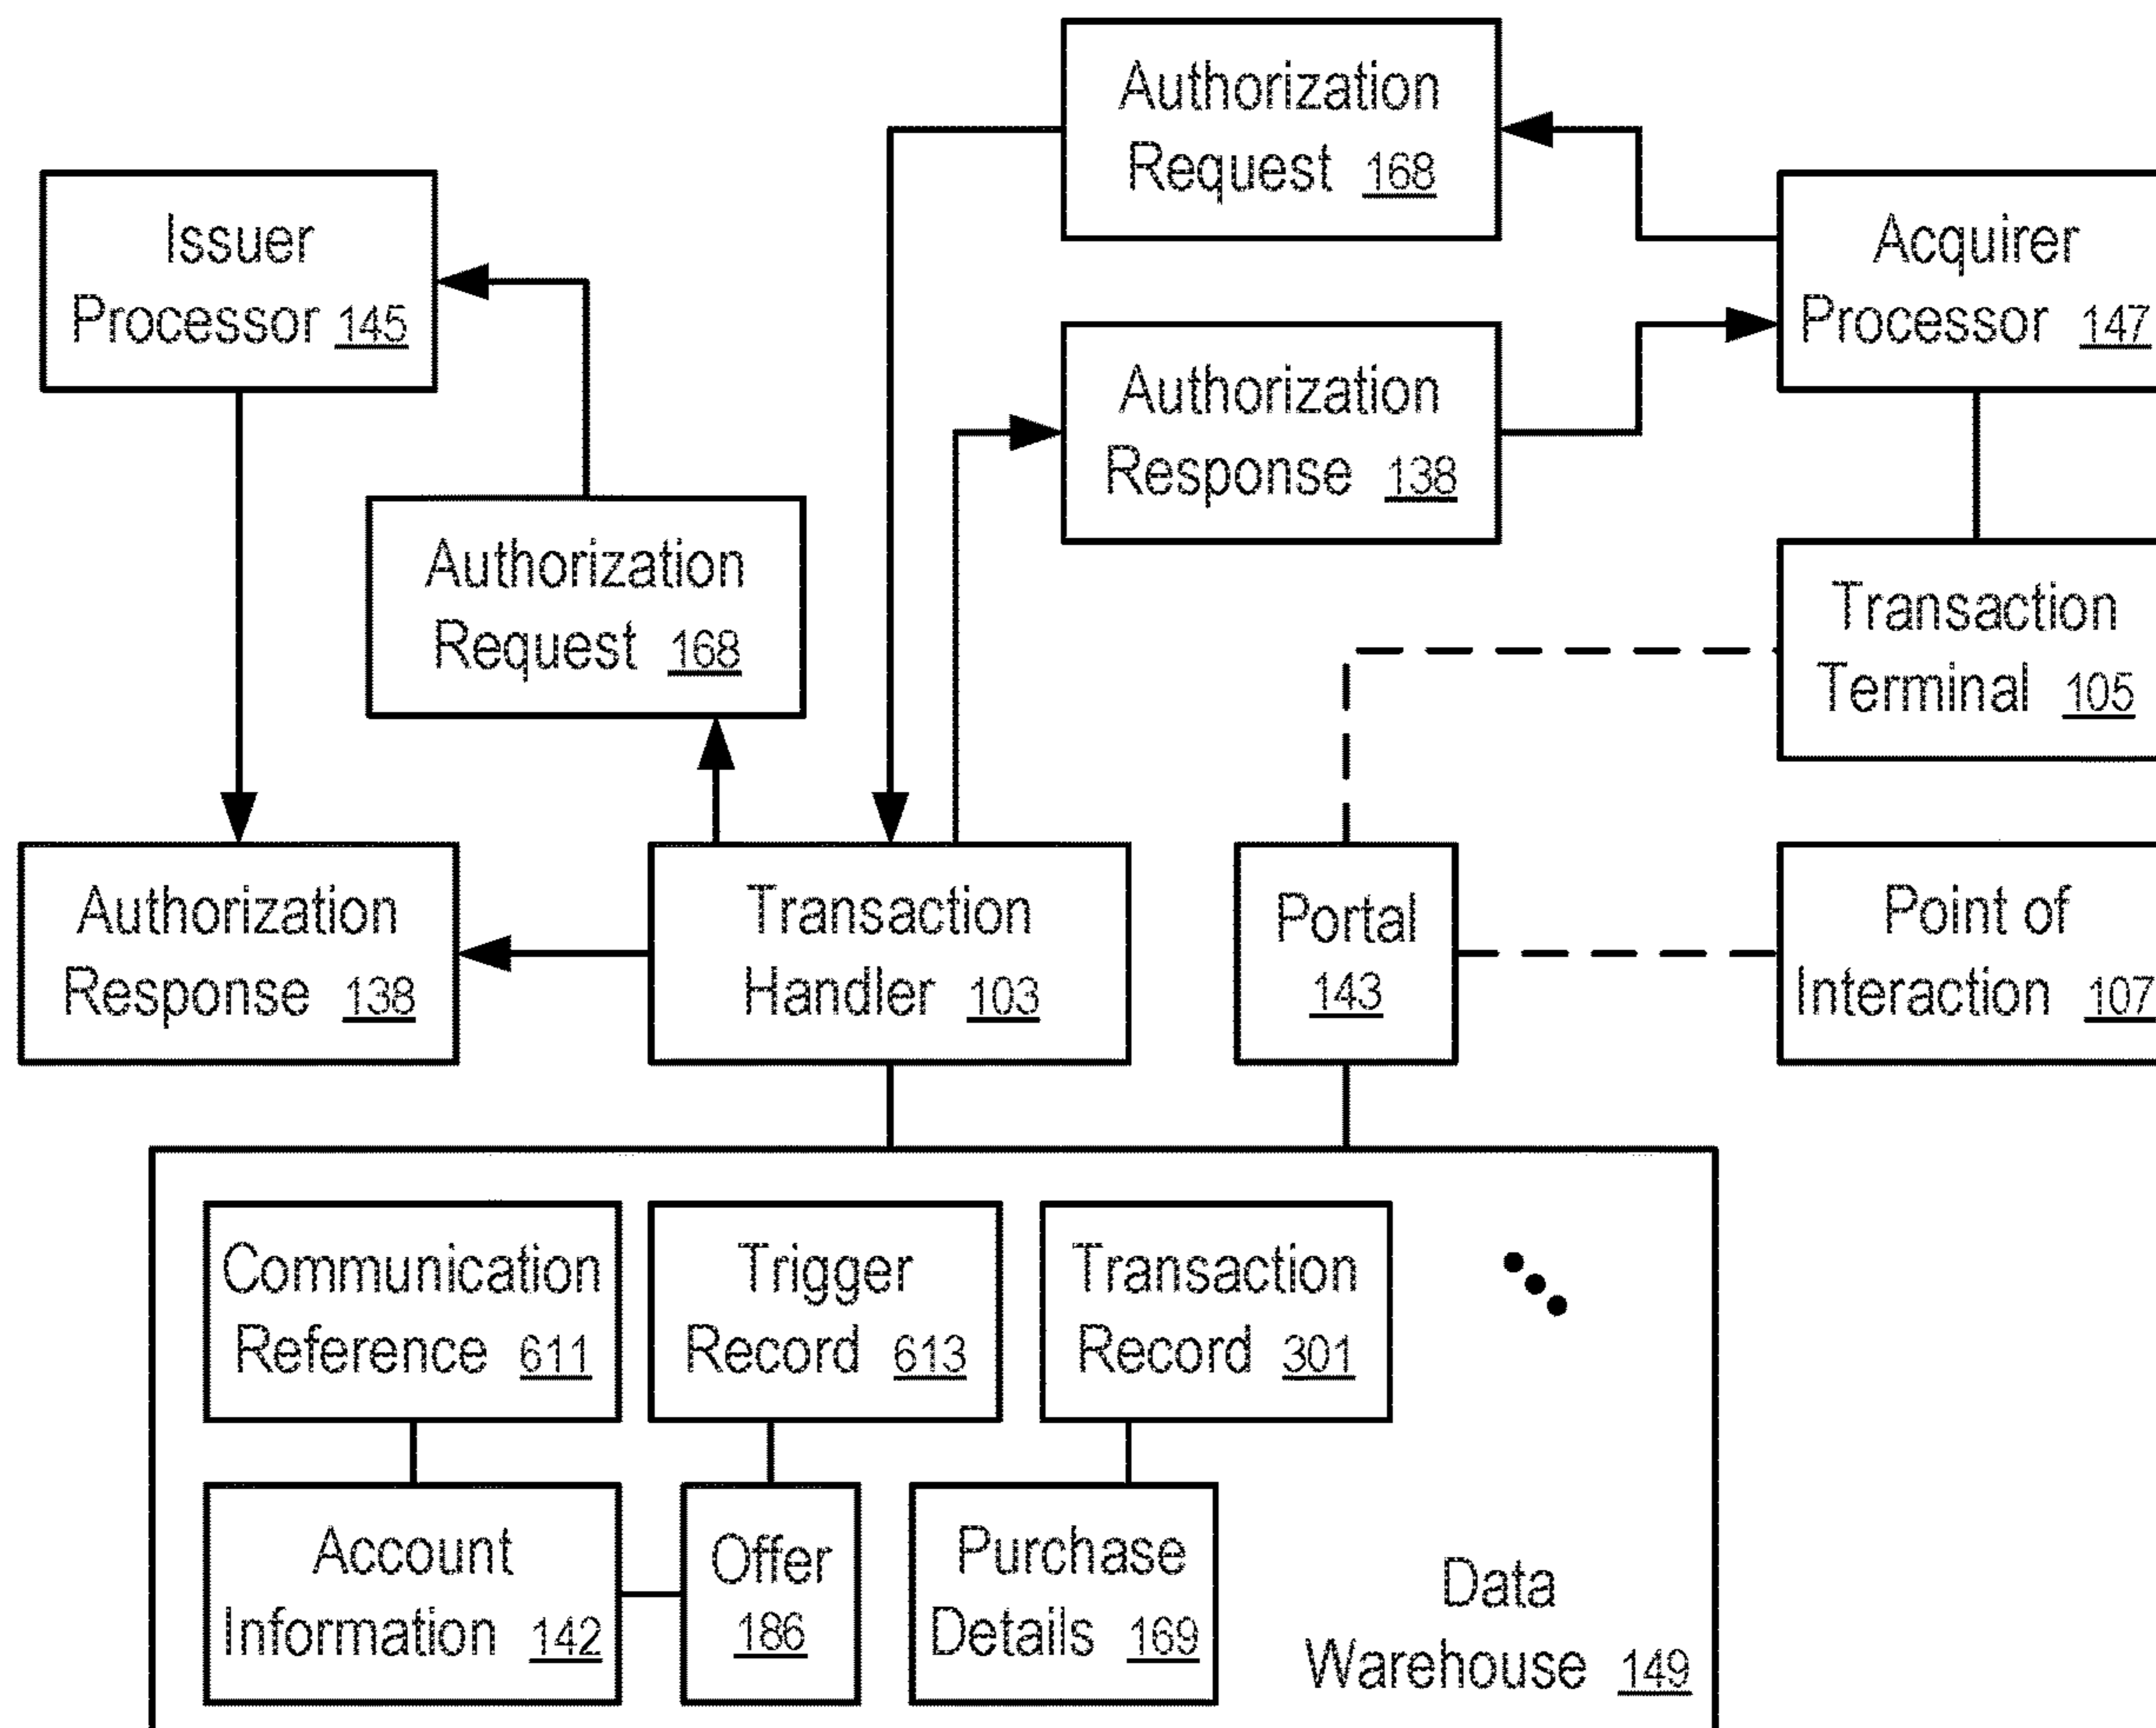 Authorization
Request 168
Issuer
Processor 145
Acquirer
Processor 147
Authorization
Response 138
Authorization
Request 168
Transaction
Terminal 105
Authorization
Response 138
Transaction
Handler 103
Portal
143
Point of
Interaction 107
Communication
Reference 611
Trigger
Record 613
Transaction
Record 301
Account
Information 142
Offer
186
Purchase
Details 169
Data
Warehouse 149